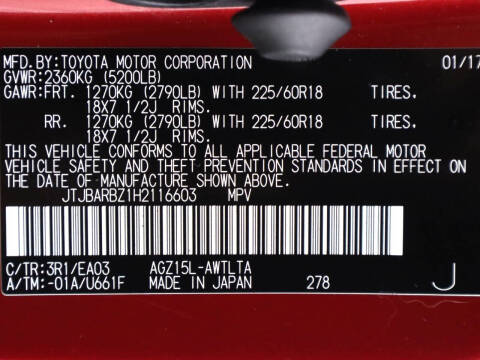 MFD.BY:TOYOTA MOTOR CORPORATION 01/17
GVWR:2360KG (5200LB)
GAWR:FRT. 1270KG (2790LB) WITH 225/60R18 TIRES.
18X7 1/2J RIMS.
RR. 1270KG (2790LB) WITH 225/60R18 TIRES.
18X7 1/2J RIMS.
THIS VEHICLE CONFORMS TO ALL APPLICABLE FEDERAL MOTOR
VEHICLE SAFETY AND THEFT PREVENTION STANDARDS IN EFFECT ON
THE DATE OF MANUFACTURE SHOWN ABOVE.
JTJBARBZ1H2116603 MPV
C/TR:3R1/EA03 AGZ15L-AWTLTA
A/TM:-01A/U661F MADE IN JAPAN 278 J